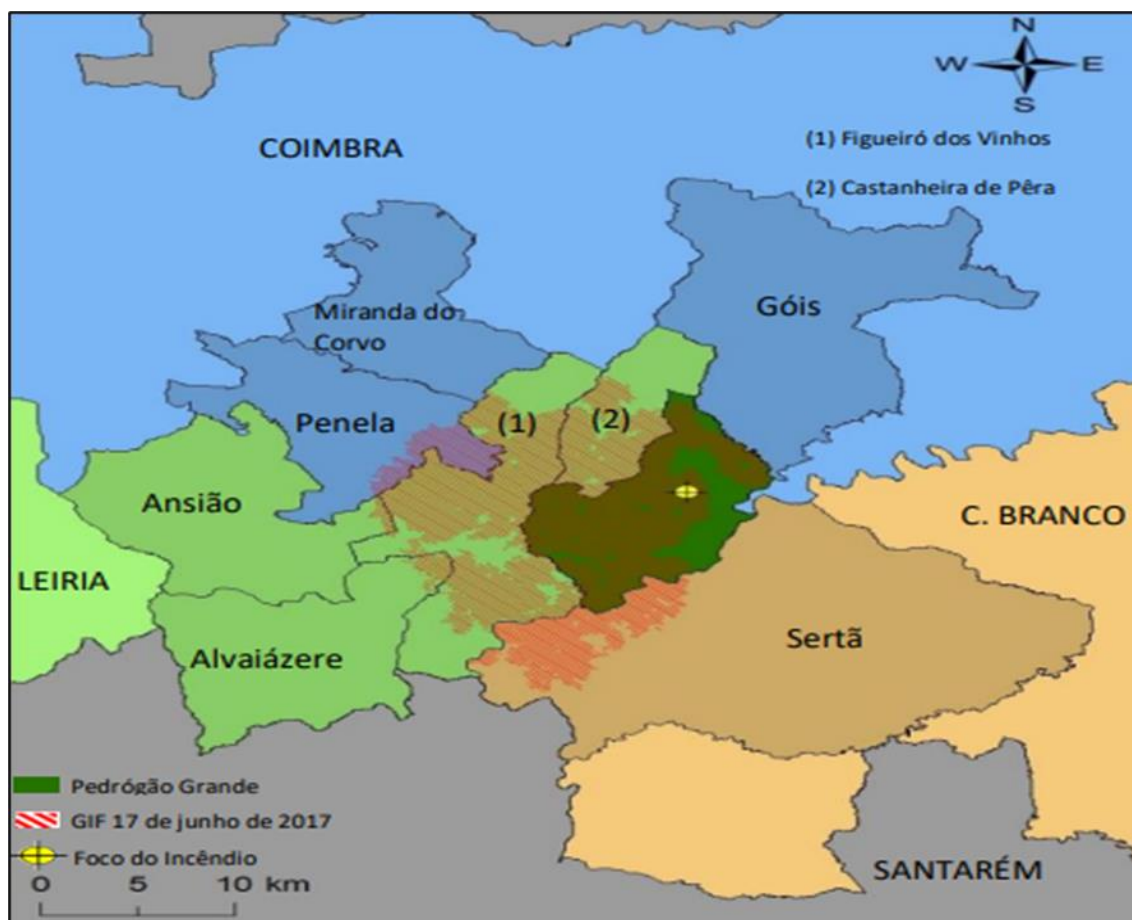 N
W E
S
COIMBRA
(1) Figueiró dos Vinhos
(2) Castanheira de Pêra
Góis
Miranda do
Corvo
Penela
(1)
(2)
Ansião
C. BRANCO
LEIRIA
Sertã
Alvaiázere
Pedrógão Grande
GIF 17 de junho de 2017
Foco do Incêndio
SANTARÉM
0 5 10 km